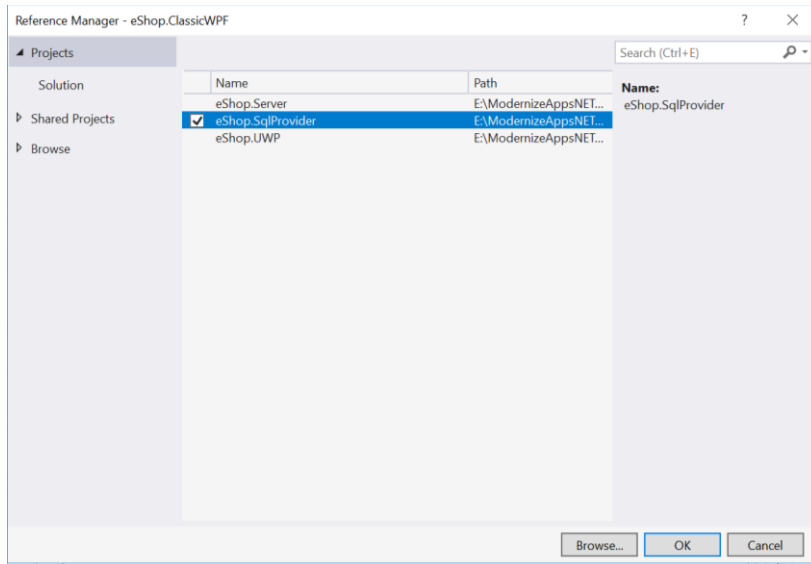 Reference Manager - eShop.ClassicWPF
?
Projects
Search (Ctrl+E)
Solution
Shared Projects
Browse
Name Path
eShop.Server E:\ModernizeAppsNET...
eShop.SqlProvider E:\ModernizeAppsNET...
eShop.UWP E:\ModernizeAppsNET...
Name:
eShop.SqlProvider
Browse... OK Cancel